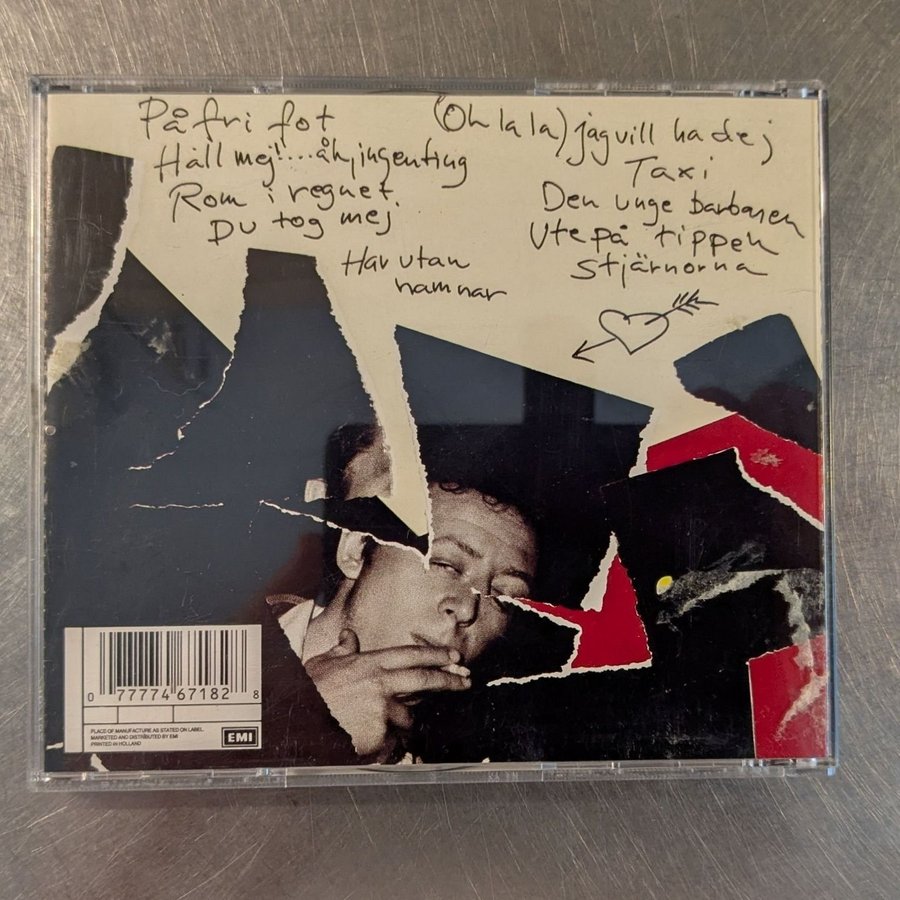 På fri fot
Håll mej!....åh, ingenting
Rom i regnet
Du tog mej
Hav utan
hamnar
(Oh la la) jag vill ha dej
Taxi
Den unge barbaren
Ute på tippen
Stjärnorna
0 77774 67182 8
PLACE OF MANUFACTURE AS STATED ON LABEL.
MARKETED AND DISTRIBUTED BY EMI
PRINTED IN HOLLAND
EMI